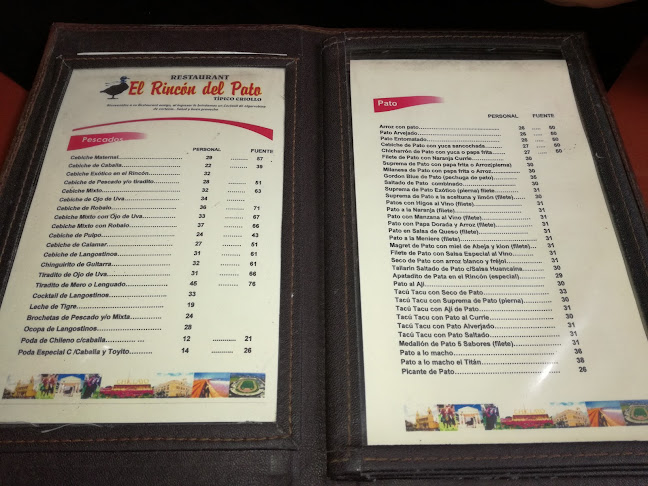 RESTAURANT
El Rincón del Pato
TÍPICO CRIOLLO
Pescados
PERSONAL FUENTE
Cebiche Maternal 29 57
Cebiche de Caballa 22 39
Cebiche Exótico en el Rincón 32
Cebiche de Pescado y/o tiradito 28 51
Cebiche Mixto 32 63
Cebiche de Ojo de Uva 34
Cebiche de Robalo 36 71
Cebiche Mixto con Ojo de Uva 33 67
Cebiche Mixto con Robalo 37 66
Cebiche de Pulpo 24 43
Cebiche de Calamar 27 51
Cebiche de Langostinos 31 61
Chinguirito de Guitarra 32 61
Tiradito de Ojo de Uva 31 66
Tiradito de Mero o Lenguado 45 76
Cocktail de Langostinos 33
Leche de Tigre 19
Brochetas de Pescado y/o Mixta 24
Ocopa de Langostinos 28
Poda de Chileno c/caballa 12 21
Poda Especial C /Caballa y Toyito 14 26
Pato
PERSONAL FUENTE
Arroz con pato 26 60
Pato Arvejado 26 60
Pato Entomatado 26 60
Cebiche de Pato con yuca sancochada 27 60
Chicharrón de Pato con yuca o papa frita 27 60
Filete de Pato con Naranja Currie 30
Suprema de Pato con papa frita o Arroz(pierna) 30
Milanesa de Pato con papa frita o Arroz 30
Gordon Blue de Pato (pechuga de pato) 35
Saltado de Pato combinado 30
Suprema de Pato Exótico (pierna) filete 31
Suprema de Pato a la aceituna y limón (filete) 30
Patos con Higos al Vino (filete) 31
Pato a la Naranja (filete) 31
Pato con Manzana al Vino (filete) 31
Pato con Papa Dorada y Arroz (filete) 31
Pato en Salsa de Queso (filete) 31
Pato a la Meniere (filete) 31
Magret de Pato con miel de Abeja y kion (filete) 31
Filete de Pato con Salsa Especial al Vino 31
Seco de Pato con arroz blanco y fréjol 31
Tallarin Saltado de Pato c/Salsa Huancaina 30
Apatadito de Pata en el Rincón (especial) 29
Pato al Ají 30
Tacú Tacu con Seco de Pato 33
Tacú Tacu con Suprema de Pato (pierna) 30
Tacú Tacu con Ají de Pato 31
Tacú Tacu con Pato al Currie 30
Tacú Tacu con Pato Alverjado 31
Tacú Tacu con Pato Saltado 31
Medallón de Pato 5 Sabores (filete) 31
Pato a lo macho 36
Pato a lo macho el Titán 38
Picante de Pato 26